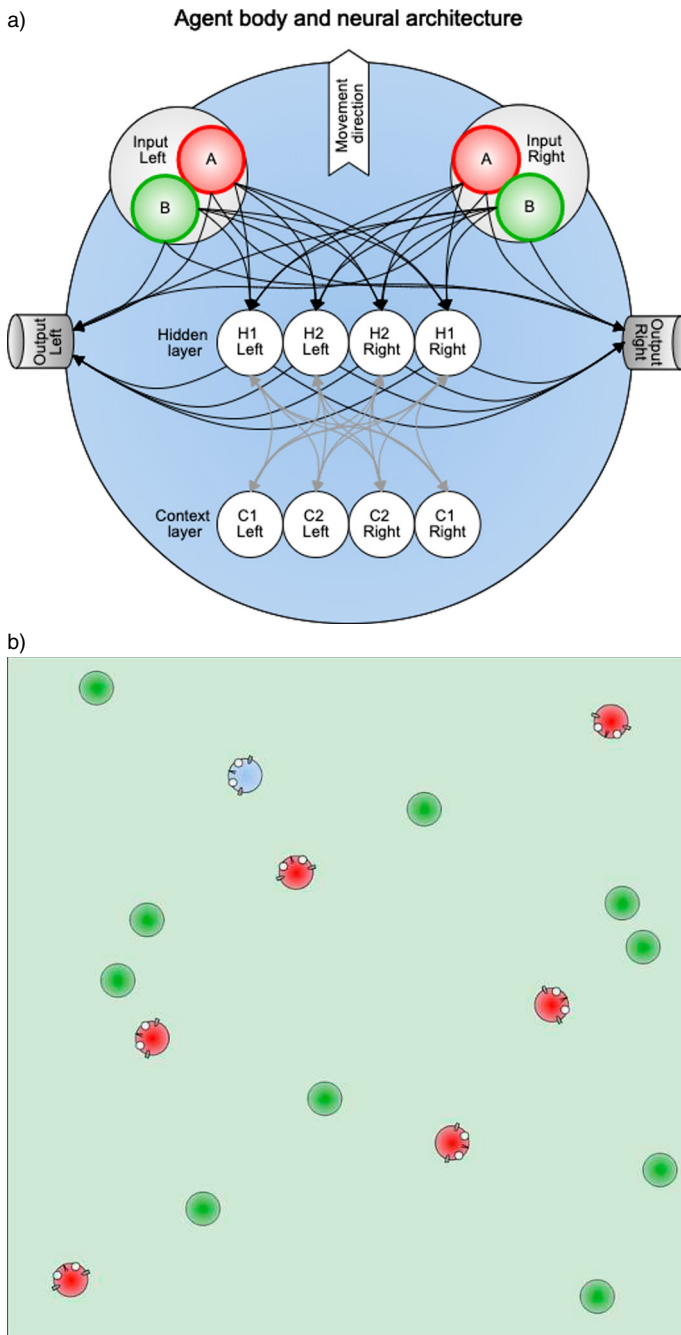 a)
Agent body and neural architecture
Movement
direction
Input
Left
A
B
Input
Right
A
B
Output
Left
Output
Right
Hidden
layer
H1
Left
H2
Left
H2
Right
H1
Right
Context
layer
C1
Left
C2
Left
C2
Right
C1
Right
b)